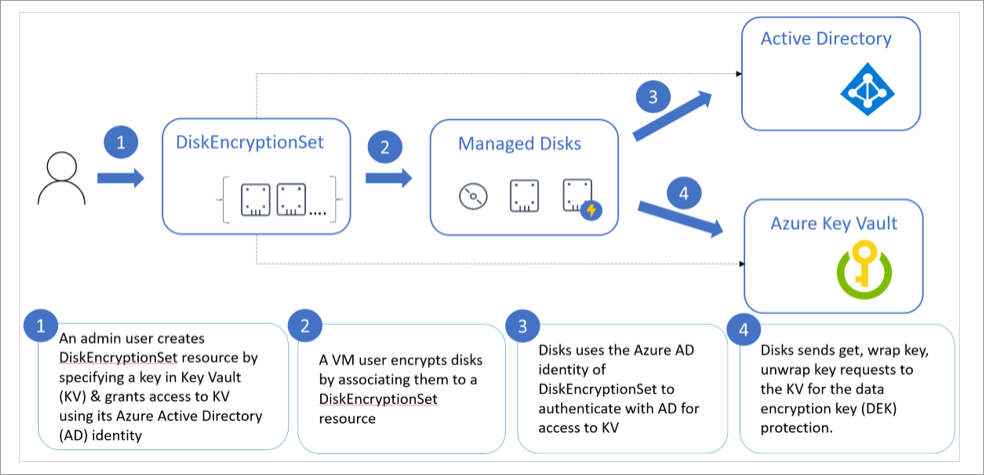 Active Directory
3
1
DiskEncryptionSet
2
Managed Disks
....
4
Azure Key Vault
1
An admin user creates
DiskEncryptionSet resource by
specifying a key in Key Vault
(KV) & grants access to KV
using its Azure Active Directory
(AD) identity
2
A VM user encrypts disks
by associating them to a
DiskEncryptionSet
resource
3
Disks uses the Azure AD
identity of
DiskEncryptionSet to
authenticate with AD for
access to KV
4
Disks sends get, wrap key,
unwrap key requests to
the KV for the data
encryption key (DEK)
protection.